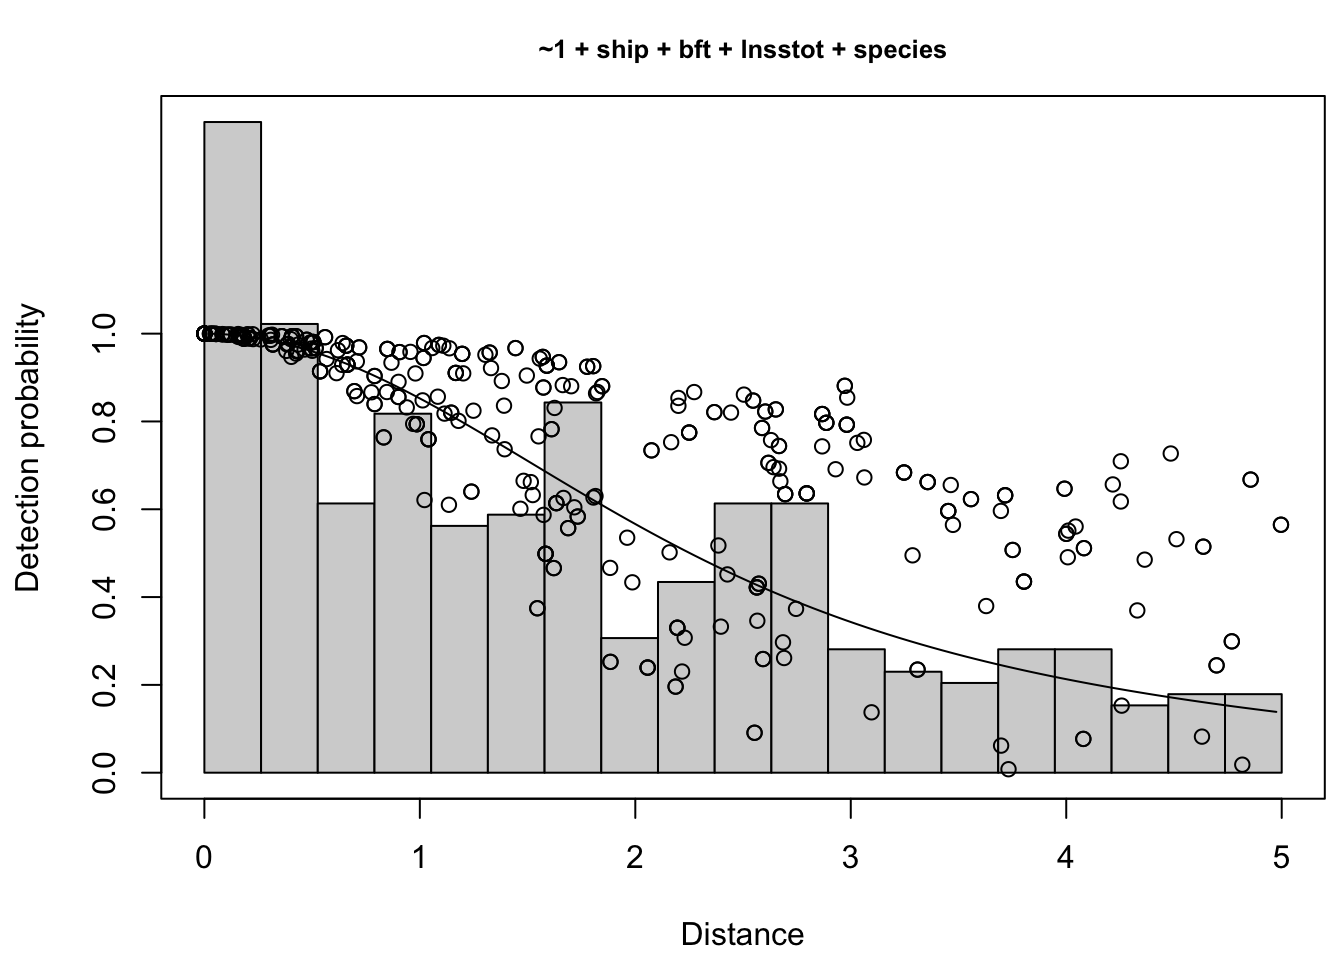 ~1 + ship + bft + lnsstot + species
Detection probability
1.0
0.8
0.6
0.4
0.2
0.0
0 1 2 3 4 5
Distance